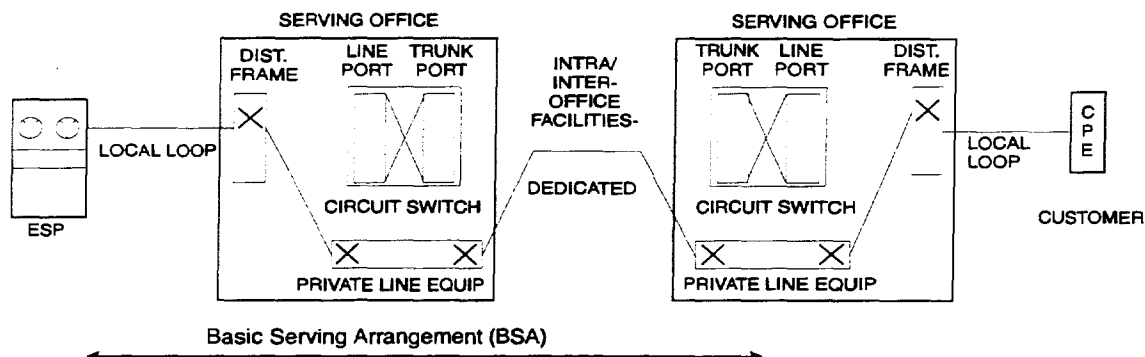 SERVING OFFICE
SERVING OFFICE
DIST.
FRAME
LINE
PORT
TRUNK
PORT
INTRA/
INTER-
OFFICE
FACILITIES-
TRUNK
PORT
LINE
PORT
DIST.
FRAME
CPE
LOCAL LOOP
LOCAL
LOOP
DEDICATED
CIRCUIT SWITCH
CIRCUIT SWITCH
ESP
CUSTOMER
PRIVATE LINE EQUIP
PRIVATE LINE EQUIP
Basic Serving Arrangement (BSA)